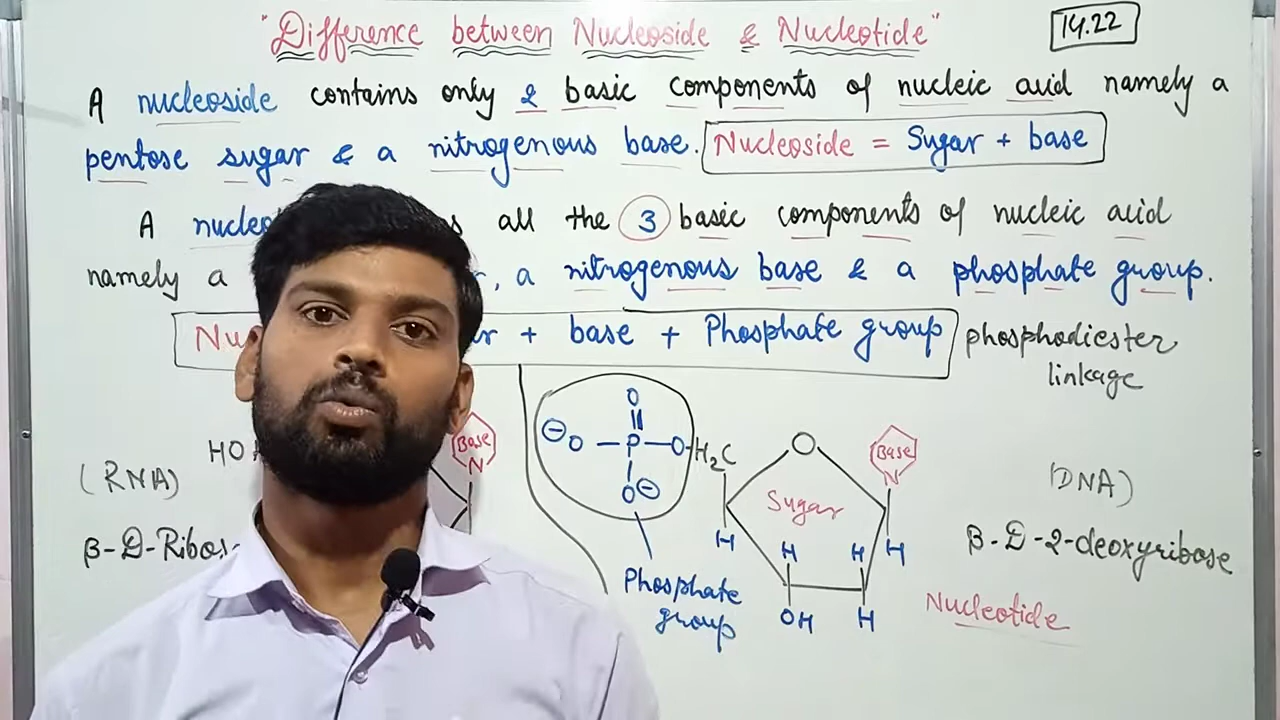 "Difference between Nucleoside & Nucleotide"
14.22
A nucleoside contains only 2 basic components of nucleic acid namely a
pentose sugar & a nitrogenous base. Nucleoside = Sugar + base
A all the 3 basic components of nucleic acid
namely a , a nitrogenous base & a phosphate group.
+ base + Phosphate group
phosphodiester
linkage
(RNA)
β-D-Ribos
HO
Base
N
O
⊖O - P - O - H₂C
O⊖
Phosphate
group
O
Sugar
Base
N
H
H
H
H
OH
H
(DNA)
β-D-2-deoxyribose
Nucleotide